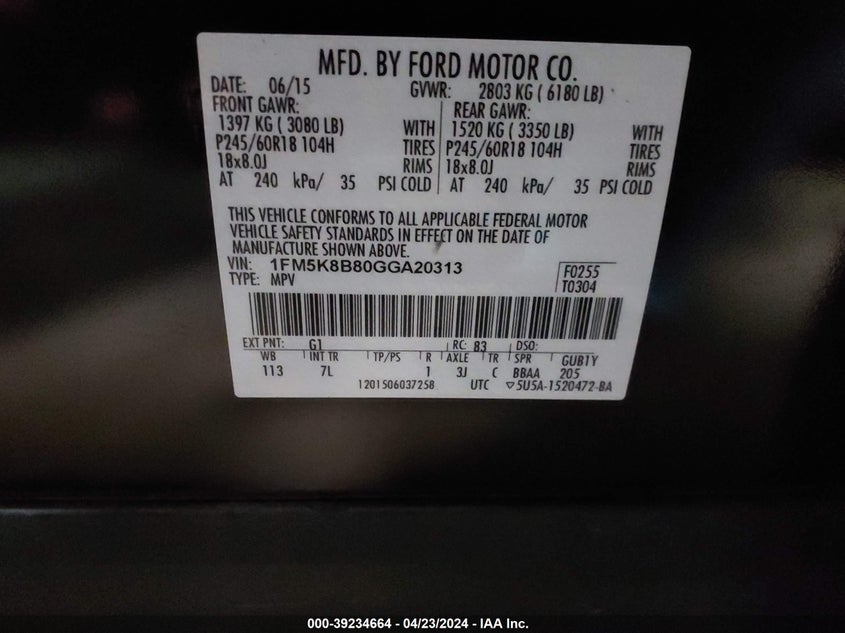 MFD. BY FORD MOTOR CO.
DATE: 06/15 GVWR: 2803 KG ( 6180 LB)
FRONT GAWR: REAR GAWR:
1397 KG ( 3080 LB) WITH 1520 KG ( 3350 LB) WITH
P245/60R18 104H TIRES P245/60R18 104H TIRES
18x8.0J RIMS 18x8.0J RIMS
AT 240 kPa/ 35 PSI COLD AT 240 kPa/ 35 PSI COLD
THIS VEHICLE CONFORMS TO ALL APPLICABLE FEDERAL MOTOR
VEHICLE SAFETY STANDARDS IN EFFECT ON THE DATE OF
MANUFACTURE SHOWN ABOVE.
VIN: 1FM5K8B80GGA20313 F0255
TYPE: MPV T0304
EXT PNT: G1 RC: 83 DSO:
WB INT TR TP/PS R AXLE TR SPR GUBTY
113 7L 1 3J C BBAA 205
1201506037258 UTC ▽5U5A-1520472-BA
000-39234664 - 04/23/2024 - IAA Inc.